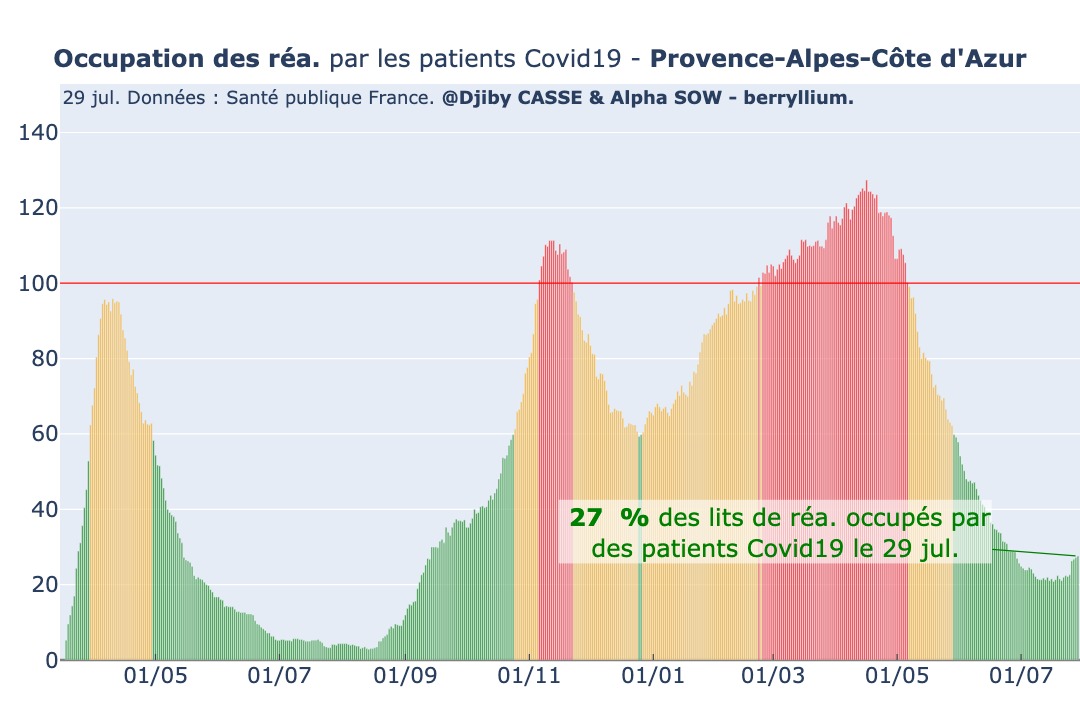 Occupation des réa. par les patients Covid19 - Provence-Alpes-Côte d'Azur
29 jul. Données : Santé publique France. @Djiby CASSE & Alpha SOW - berryllium.
140
120
100
80
60
40
20
0
27 % des lits de réa. occupés par
des patients Covid19 le 29 jul.
01/05 01/07 01/09 01/11 01/01 01/03 01/05 01/07